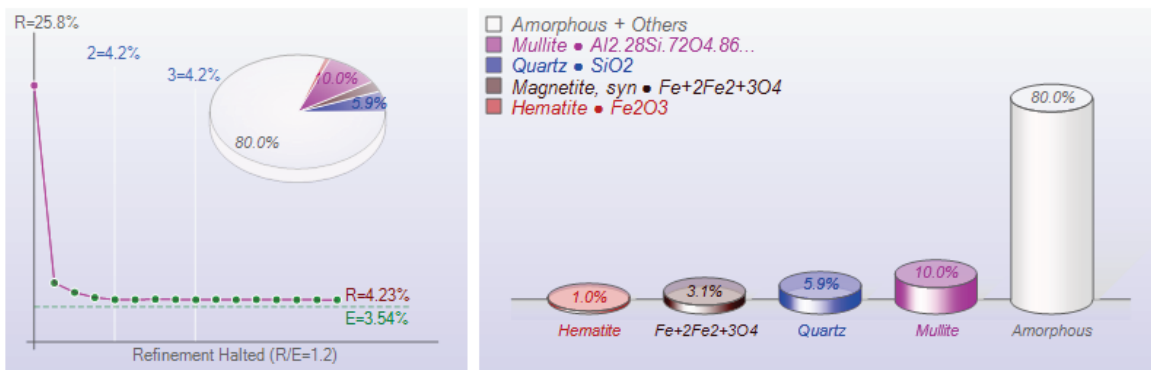 R=25.8%
2=4.2%
3=4.2%
10.0%
5.9%
80.0%
R=4.23%
E=3.54%
Refinement Halted (R/E=1.2)
Amorphous + Others
Mullite ● Al2.28Si.72O4.86...
Quartz ● SiO2
Magnetite, syn ● Fe+2Fe2+3O4
Hematite ● Fe2O3
1.0%
3.1%
5.9%
10.0%
80.0%
Hematite
Fe+2Fe2+3O4
Quartz
Mullite
Amorphous